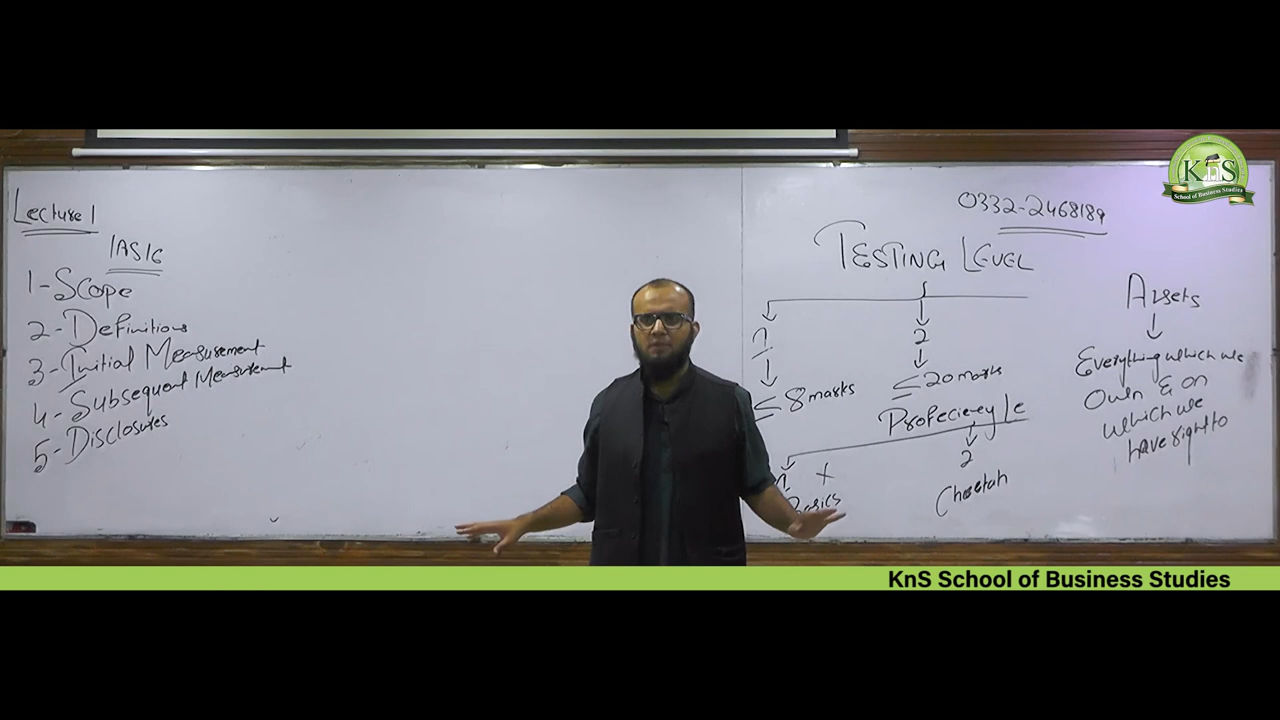 Lecture 1
IAS16
1-Scope
2-Definitions
3-Initial Measurement
4-Subsequent Measurement
5-Disclosures
0332-2468189
TESTING LEVEL
1
2
≤ 8 marks
≤ 20 marks
Profeciency Le
1 +
Basics
2
Cheetah
Assets
Everything which we
Own & on
which we
have right to
KnS
School of Business Studies
KnS School of Business Studies